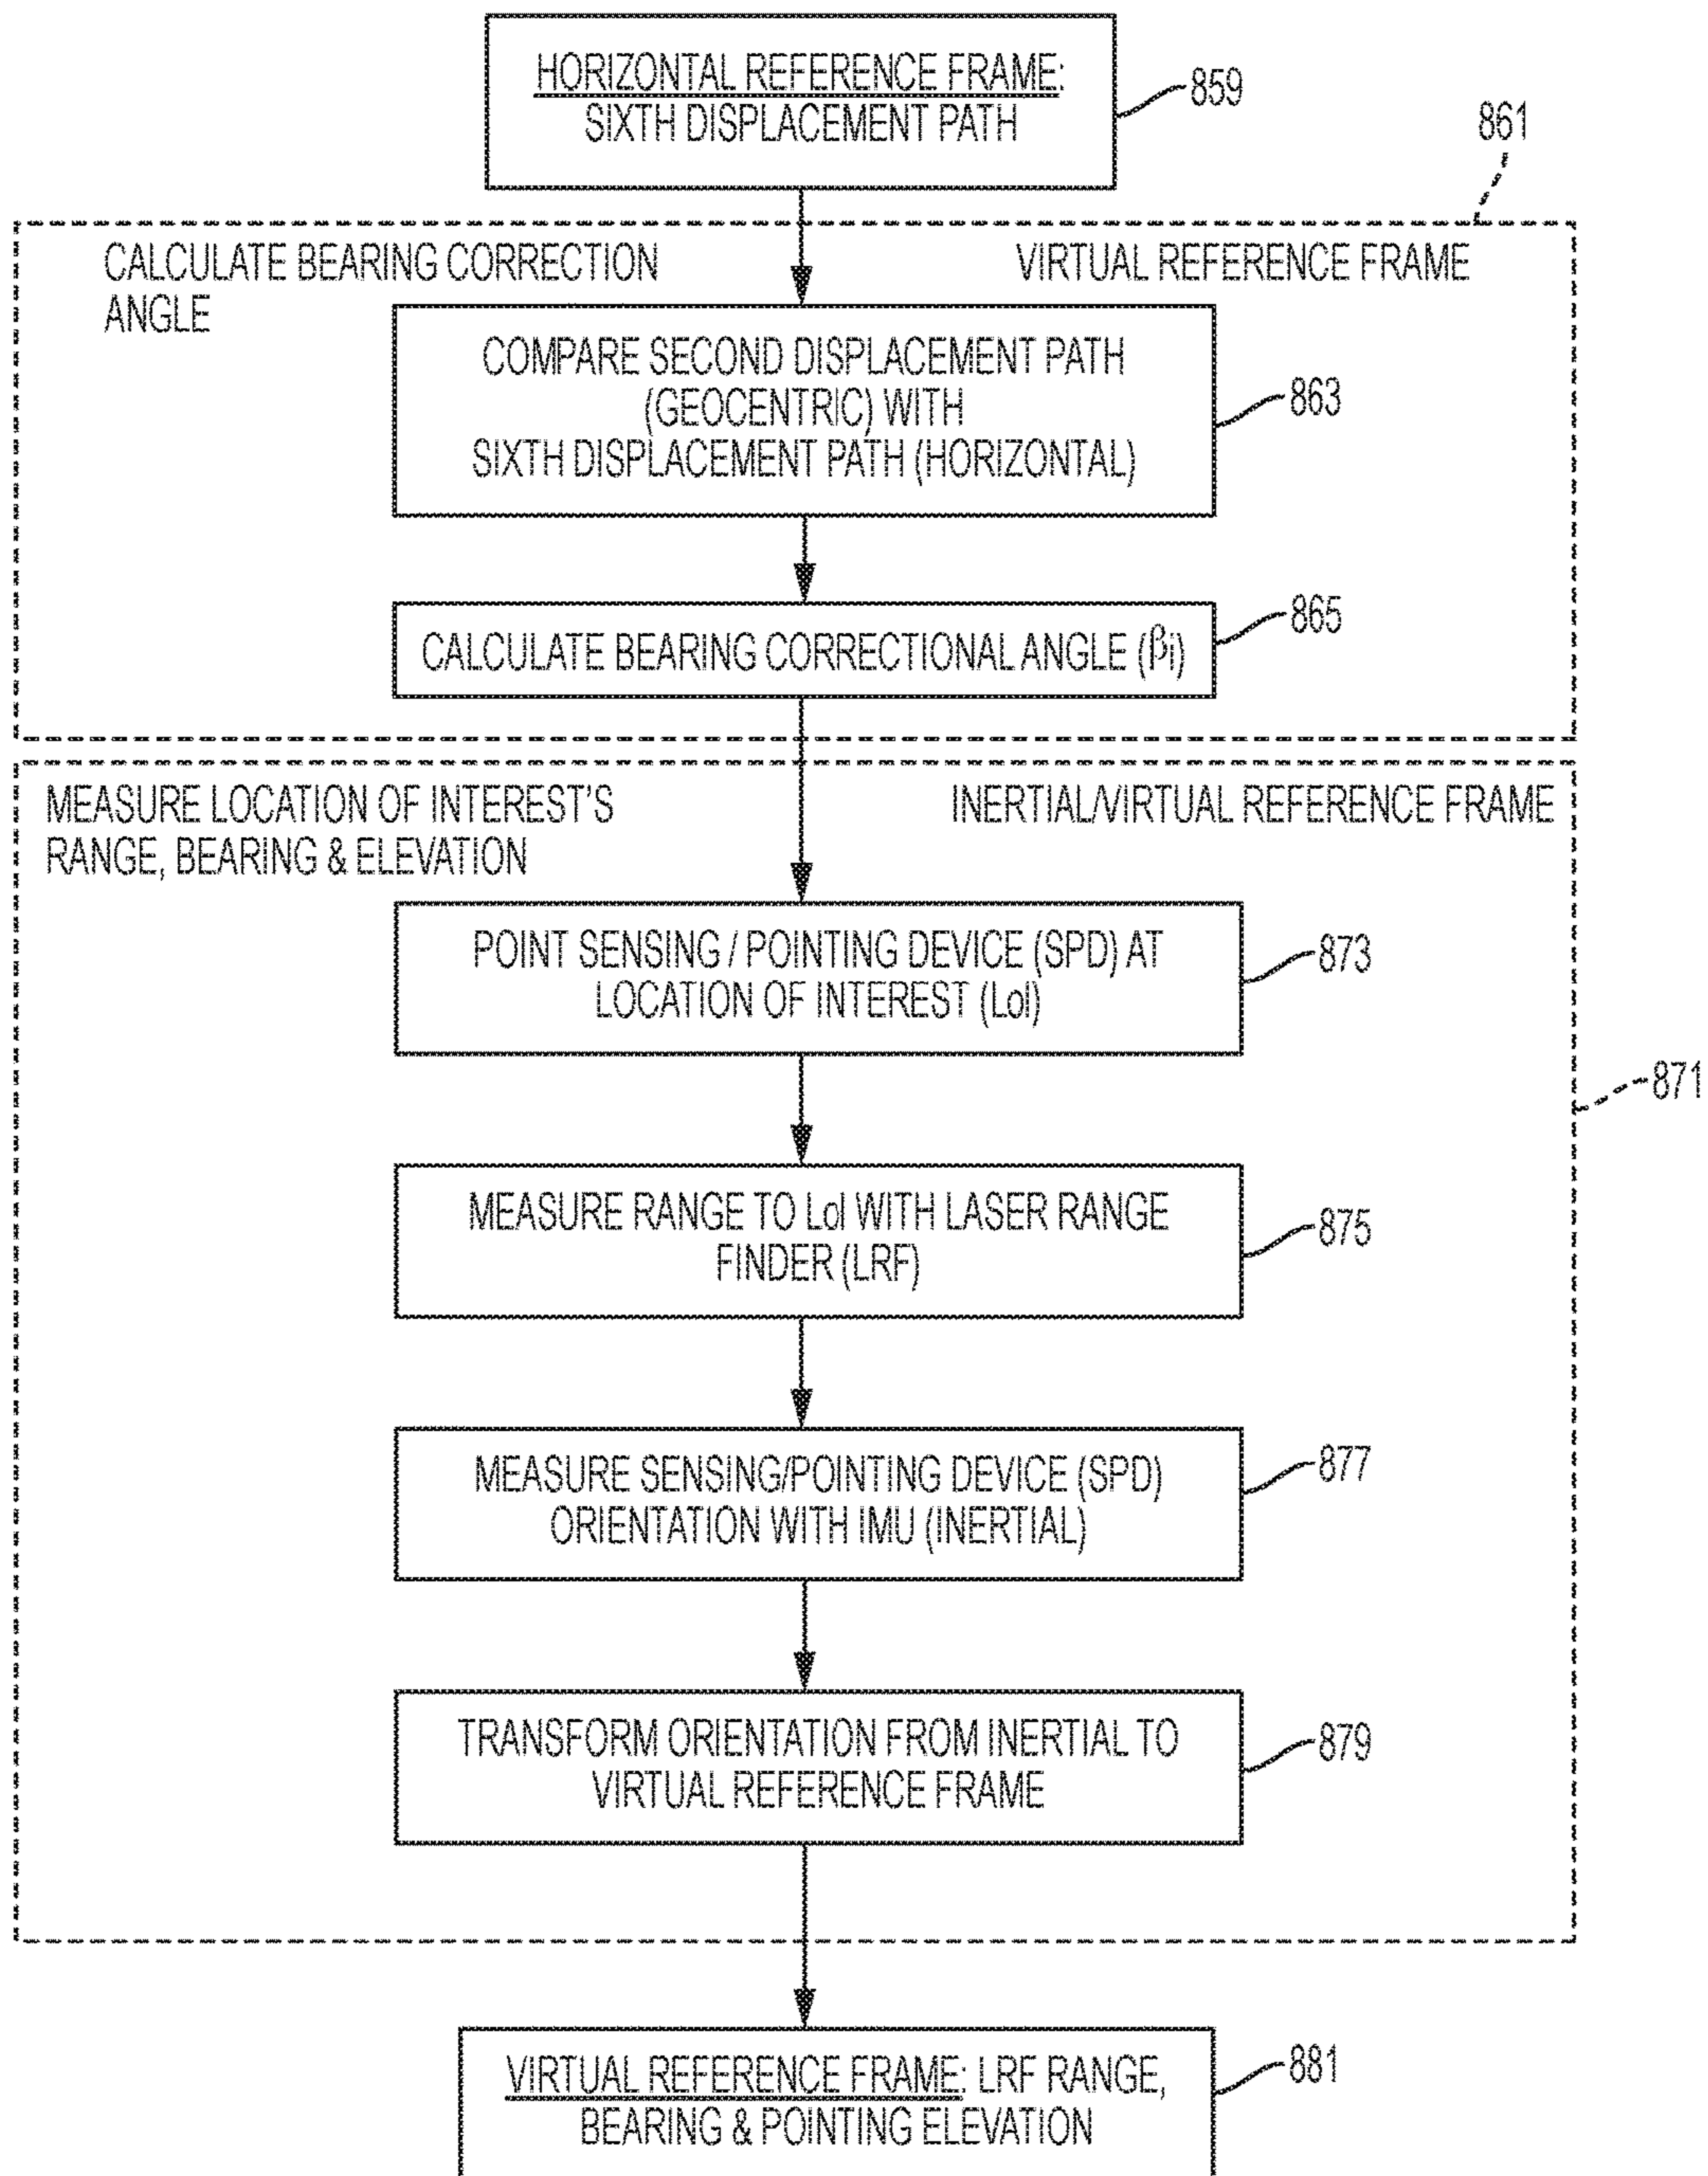 HORIZONTAL REFERENCE FRAME:
SIXTH DISPLACEMENT PATH
859
861
CALCULATE BEARING CORRECTION
ANGLE
VIRTUAL REFERENCE FRAME
COMPARE SECOND DISPLACEMENT PATH
(GEOCENTRIC) WITH
SIXTH DISPLACEMENT PATH (HORIZONTAL)
863
CALCULATE BEARING CORRECTIONAL ANGLE (βi)
865
MEASURE LOCATION OF INTEREST'S
RANGE, BEARING & ELEVATION
INERTIAL/VIRTUAL REFERENCE FRAME
POINT SENSING / POINTING DEVICE (SPD) AT
LOCATION OF INTEREST (LoI)
873
871
MEASURE RANGE TO LoI WITH LASER RANGE
FINDER (LRF)
875
MEASURE SENSING/POINTING DEVICE (SPD)
ORIENTATION WITH IMU (INERTIAL)
877
TRANSFORM ORIENTATION FROM INERTIAL TO
VIRTUAL REFERENCE FRAME
879
VIRTUAL REFERENCE FRAME: LRF RANGE,
BEARING & POINTING ELEVATION
881